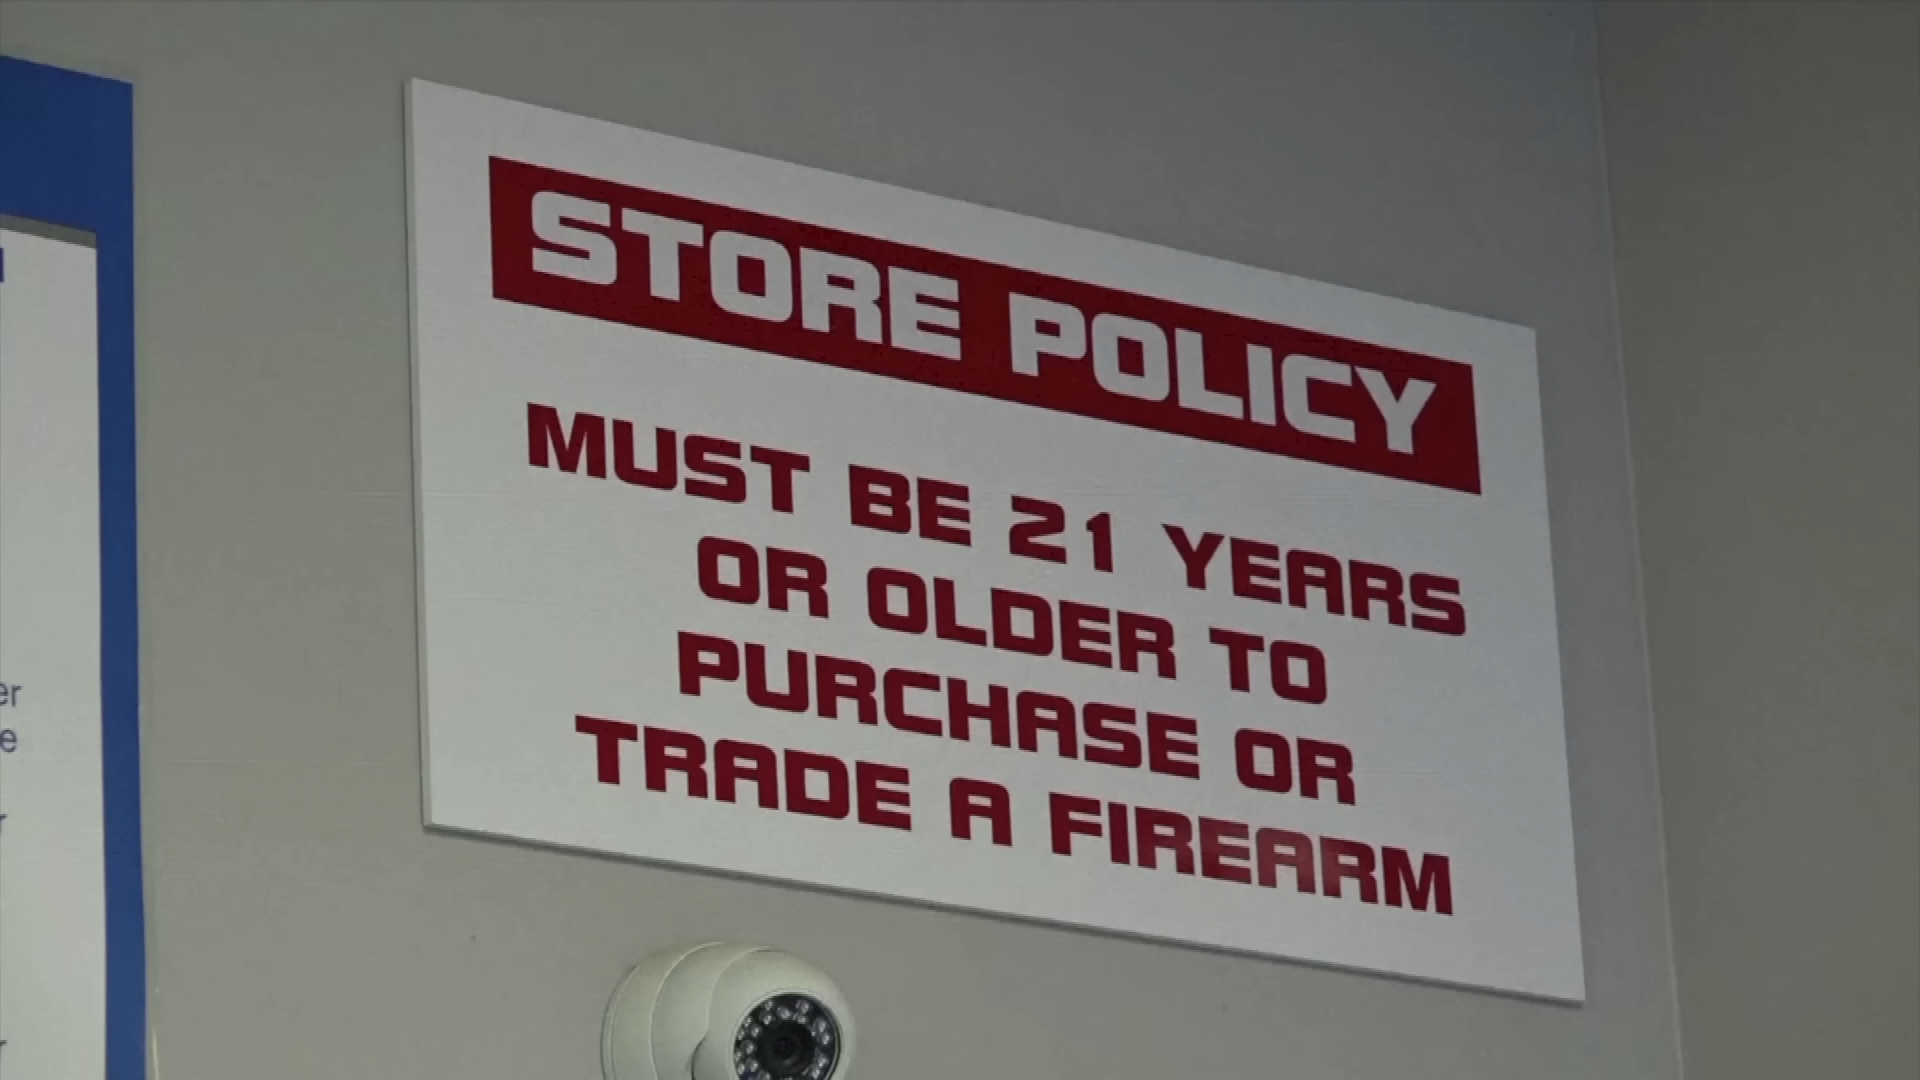 STORE POLICY
MUST BE 21 YEARS
OR OLDER TO
PURCHASE OR
TRADE A FIREARM